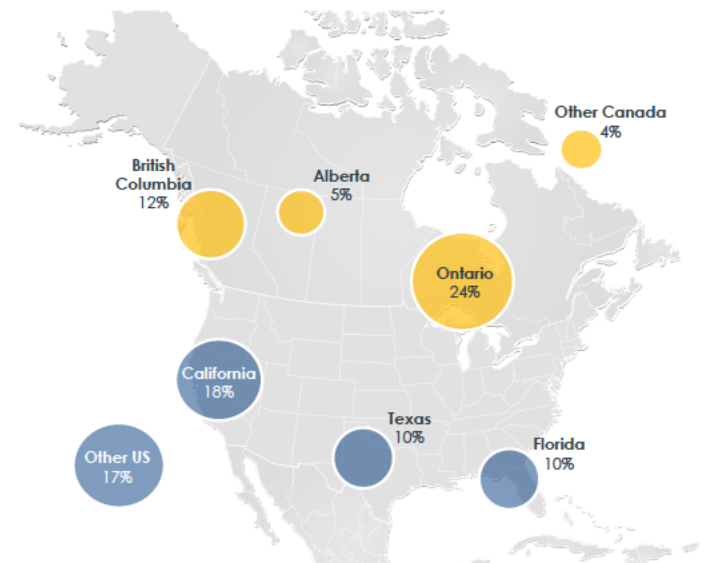 Other Canada
4%
British
Columbia
12%
Alberta
5%
Ontario
24%
California
18%
Texas
10%
Florida
10%
Other US
17%